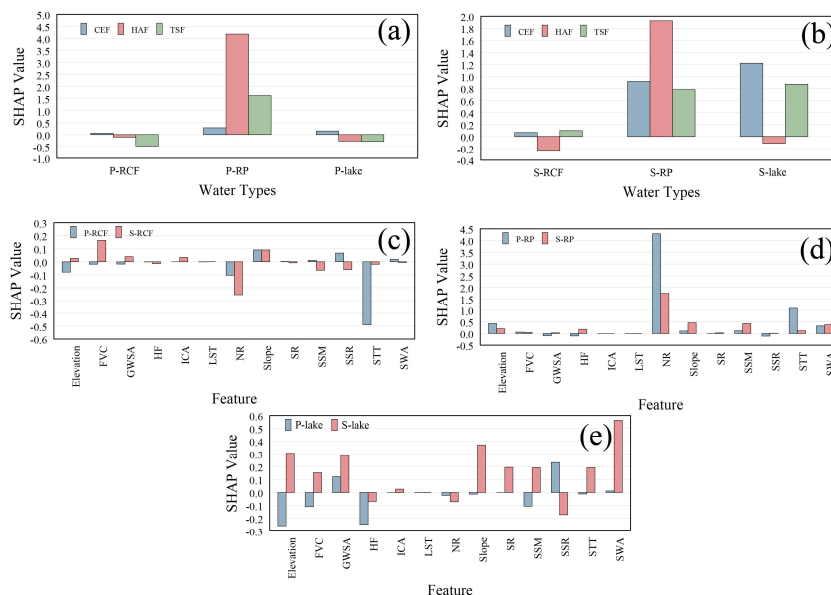 (a)
CEF HAF TSF
SHAP Value
5.0
4.5
4.0
3.5
3.0
2.5
2.0
1.5
1.0
0.5
0.0
-0.5
-1.0
P-RCF P-RP P-lake
Water Types
(b)
CEF HAF TSF
SHAP Value
2.0
1.8
1.6
1.4
1.2
1.0
0.8
0.6
0.4
0.2
0.0
-0.2
-0.4
S-RCF S-RP S-lake
Water Types
(c)
P-RCF S-RCF
SHAP Value
0.3
0.2
0.1
0.0
-0.1
-0.2
-0.3
-0.4
-0.5
-0.6
Elevation FVC GWSA HF ICA LST NR Slope SR SSM SSR STT SWA
Feature
(d)
P-RP S-RP
SHAP Value
4.5
4.0
3.5
3.0
2.5
2.0
1.5
1.0
0.5
0.0
-0.5
Elevation FVC GWSA HF ICA LST NR Slope SR SSM SSR STT SWA
Feature
(e)
P-lake S-lake
SHAP Value
0.6
0.5
0.4
0.3
0.2
0.1
0.0
-0.1
-0.2
-0.3
Elevation FVC GWSA HF ICA LST NR Slope SR SSM SSR STT SWA
Feature